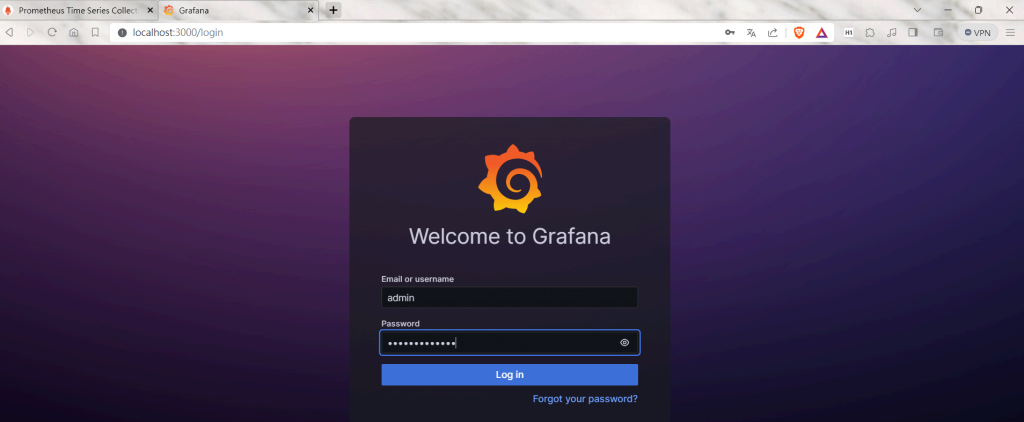 Prometheus Time Series Collect
Grafana
localhost:3000/login
H1
VPN
Welcome to Grafana
Email or username
admin
Password
•••••••••••••
Log in
Forgot your password?